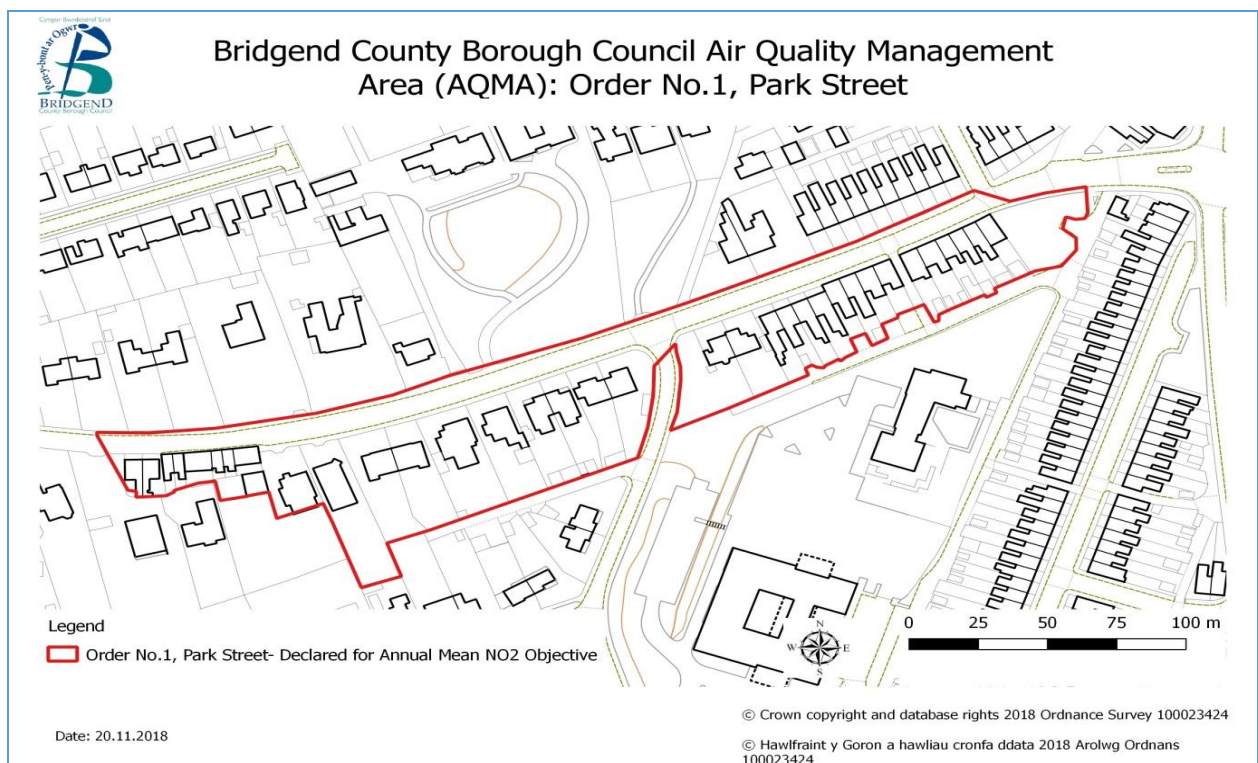 Cyngor Bwrdeistref Sirol
Pen-y-bont ar Ogwr
BRIDGEND
County Borough Council
Bridgend County Borough Council Air Quality Management
Area (AQMA): Order No.1, Park Street
Legend
Order No.1, Park Street- Declared for Annual Mean NO2 Objective
N
W E
S
0 25 50 75 100 m
Date: 20.11.2018
© Crown copyright and database rights 2018 Ordnance Survey 100023424
© Hawlfraint y Goron a hawliau cronfa ddata 2018 Arolwg Ordnans
100023424